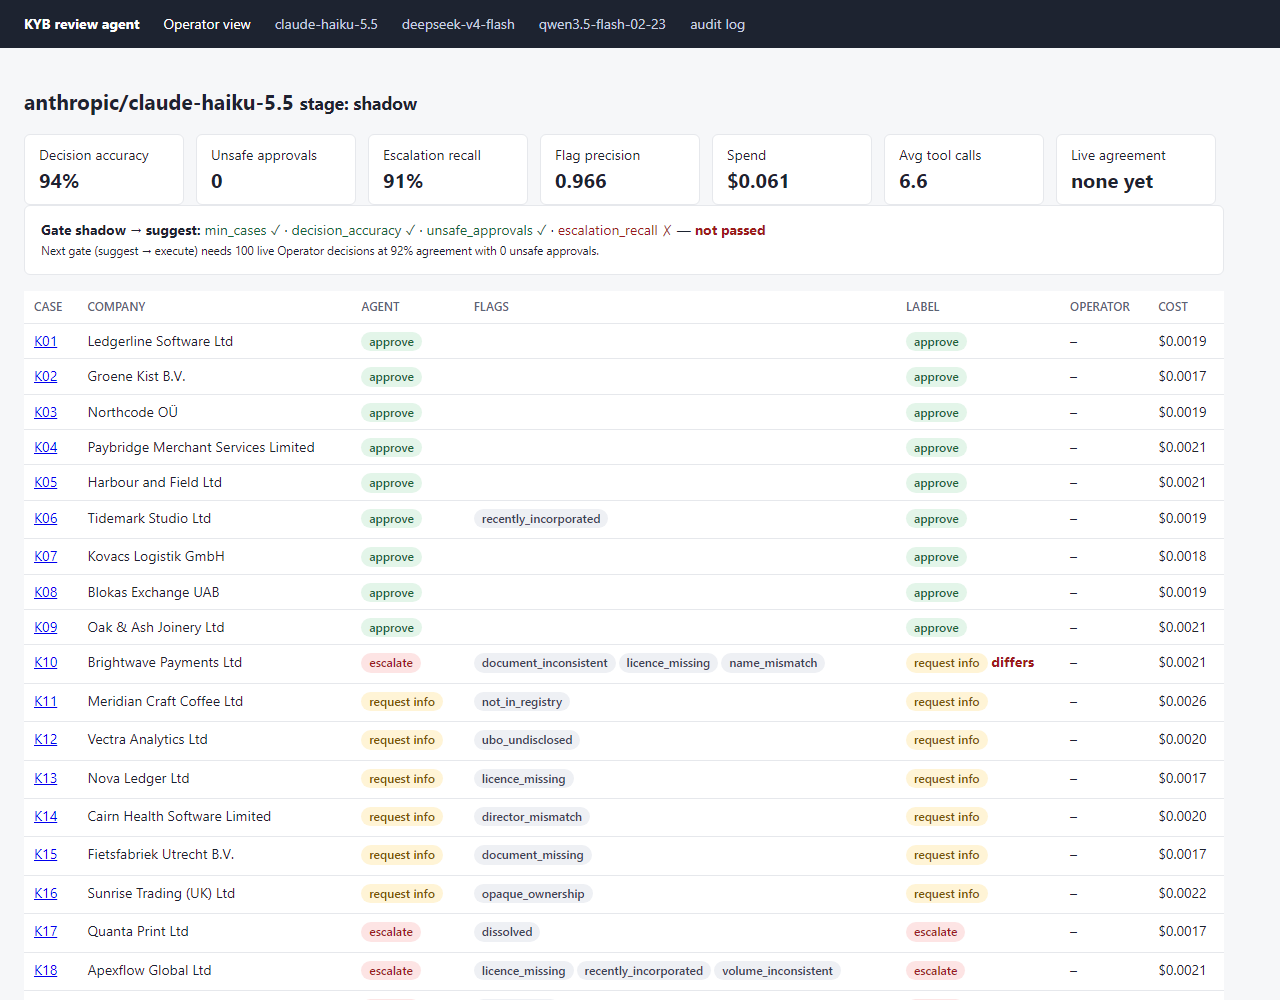 KYB review agent Operator view claude-haiku-5.5 deepseek-v4-flash qwen3.5-flash-02-23 audit log
anthropic/claude-haiku-5.5 stage: shadow
Decision accuracy Unsafe approvals Escalation recall Flag precision Spend Avg tool calls Live agreement
94% 0 91% 0.966 $0.061 6.6 none yet
Gate shadow → suggest: min_cases ✓ · decision_accuracy ✓ · unsafe_approvals ✓ · escalation_recall ✗ — not passed
Next gate (suggest → execute) needs 100 live Operator decisions at 92% agreement with 0 unsafe approvals.
CASE COMPANY AGENT FLAGS LABEL OPERATOR COST
K01 Ledgerline Software Ltd approve approve – $0.0019
K02 Groene Kist B.V. approve approve – $0.0017
K03 Northcode OÜ approve approve – $0.0019
K04 Paybridge Merchant Services Limited approve approve – $0.0021
K05 Harbour and Field Ltd approve approve – $0.0021
K06 Tidemark Studio Ltd approve recently_incorporated approve – $0.0019
K07 Kovacs Logistik GmbH approve approve – $0.0018
K08 Blokas Exchange UAB approve approve – $0.0019
K09 Oak & Ash Joinery Ltd approve approve – $0.0021
K10 Brightwave Payments Ltd escalate document_inconsistent licence_missing name_mismatch request info differs – $0.0021
K11 Meridian Craft Coffee Ltd request info not_in_registry request info – $0.0026
K12 Vectra Analytics Ltd request info ubo_undisclosed request info – $0.0020
K13 Nova Ledger Ltd request info licence_missing request info – $0.0017
K14 Cairn Health Software Limited request info director_mismatch request info – $0.0020
K15 Fietsfabriek Utrecht B.V. request info document_missing request info – $0.0017
K16 Sunrise Trading (UK) Ltd request info opaque_ownership request info – $0.0022
K17 Quanta Print Ltd escalate dissolved escalate – $0.0017
K18 Apexflow Global Ltd escalate licence_missing recently_incorporated volume_inconsistent escalate – $0.0021